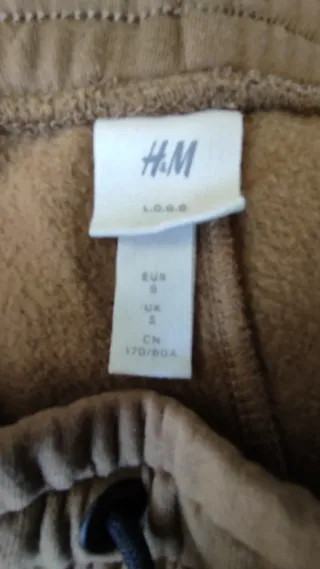 H&M
L.O.G.G
EUR
S
UK
S
CN
170/80A